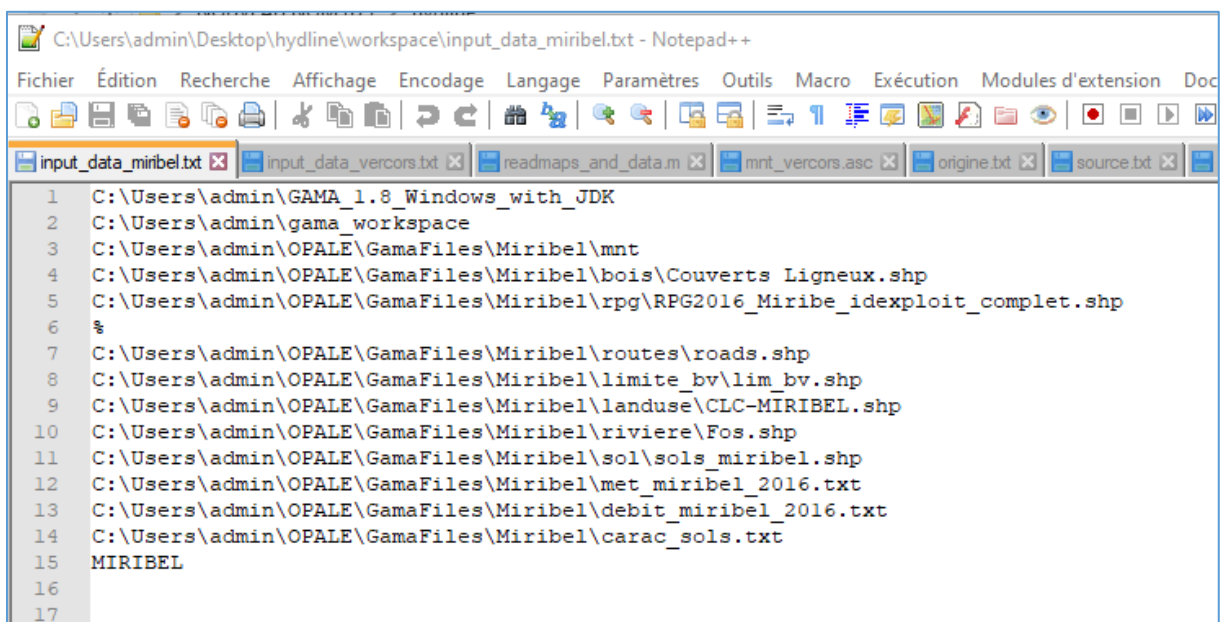 C:\Users\admin\Desktop\hydline\workspace\input_data_miribel.txt - Notepad++
Fichier Édition Recherche Affichage Encodage Langage Paramètres Outils Macro Exécution Modules d'extension Doc
input_data_miribel.txt input_data_vercors.txt readmaps_and_data.m mnt_vercors.asc origine.txt source.txt
1 C:\Users\admin\GAMA_1.8_Windows_with_JDK
2 C:\Users\admin\gama_workspace
3 C:\Users\admin\OPALE\GamaFiles\Miribel\mnt
4 C:\Users\admin\OPALE\GamaFiles\Miribel\bois\Couverts Ligneux.shp
5 C:\Users\admin\OPALE\GamaFiles\Miribel\rpg\RPG2016_Miribe_idexploit_complet.shp
6 %
7 C:\Users\admin\OPALE\GamaFiles\Miribel\routes\roads.shp
8 C:\Users\admin\OPALE\GamaFiles\Miribel\limite_bv\lim_bv.shp
9 C:\Users\admin\OPALE\GamaFiles\Miribel\landuse\CLC-MIRIBEL.shp
10 C:\Users\admin\OPALE\GamaFiles\Miribel\riviere\Fos.shp
11 C:\Users\admin\OPALE\GamaFiles\Miribel\sol\sols_miribel.shp
12 C:\Users\admin\OPALE\GamaFiles\Miribel\met_miribel_2016.txt
13 C:\Users\admin\OPALE\GamaFiles\Miribel\debit_miribel_2016.txt
14 C:\Users\admin\OPALE\GamaFiles\Miribel\carac_sols.txt
15 MIRIBEL
16
17